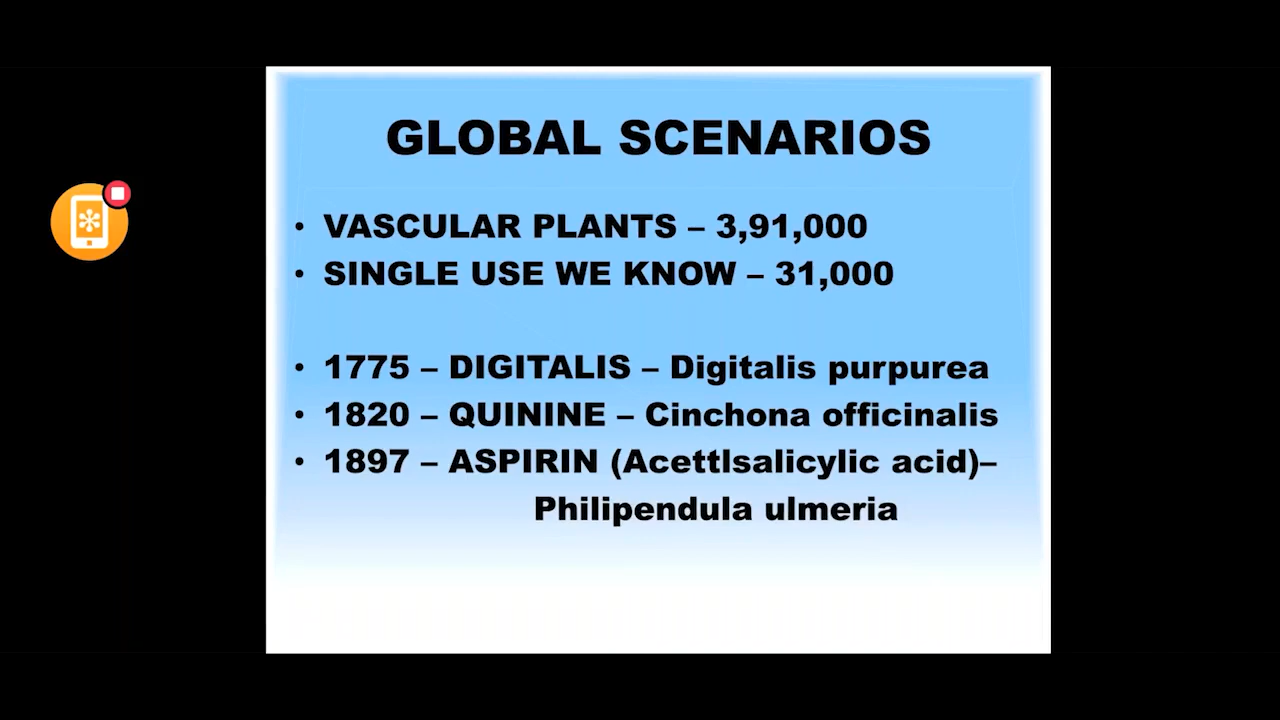 GLOBAL SCENARIOS
• VASCULAR PLANTS – 3,91,000
• SINGLE USE WE KNOW – 31,000
• 1775 – DIGITALIS – Digitalis purpurea
• 1820 – QUININE – Cinchona officinalis
• 1897 – ASPIRIN (Acettlsalicylic acid)–
Philipendula ulmeria